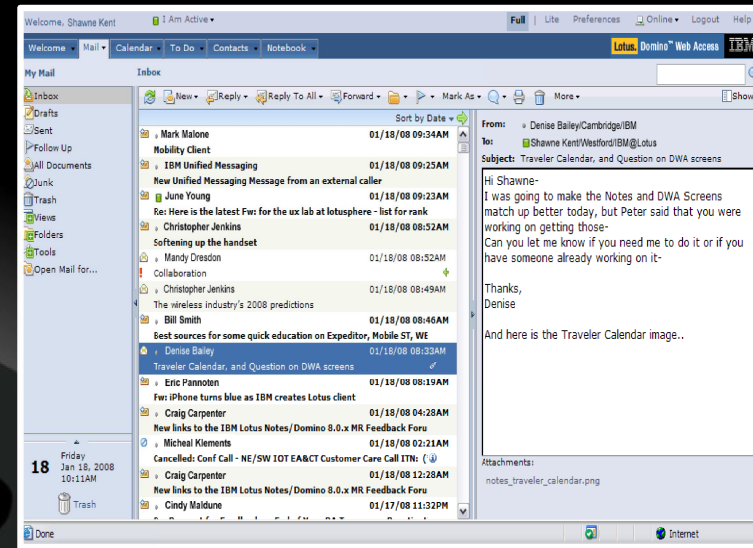 Welcome, Shawne Kent
I Am Active
Full | Lite Preferences Online Logout Help
Welcome Mail Calendar To Do Contacts Notebook
Lotus. Domino™ Web Access IBM
My Mail
Inbox
Drafts
Sent
Follow Up
All Documents
Junk
Trash
Views
Folders
Tools
Open Mail for...
18
Friday
Jan 18, 2008
10:11AM
Trash
Inbox
New Reply Reply To All Forward Mark As More Show
Sort by Date
Mark Malone 01/18/08 09:34AM
Mobility Client
IBM Unified Messaging 01/18/08 09:25AM
New Unified Messaging Message from an external caller
June Young 01/18/08 09:23AM
Re: Here is the latest Fw: for the ux lab at lotusphere - list for rank
Christopher Jenkins 01/18/08 08:52AM
Softening up the handset
Mandy Dresdon 01/18/08 08:52AM
Collaboration
Christopher Jenkins 01/18/08 08:49AM
The wireless industry's 2008 predictions
Bill Smith 01/18/08 08:46AM
Best sources for some quick education on Expeditor, Mobile ST, WE
Denise Bailey 01/18/08 08:33AM
Traveler Calendar, and Question on DWA screens
Eric Pannoten 01/18/08 08:19AM
Fw: iPhone turns blue as IBM creates Lotus client
Craig Carpenter 01/18/08 04:28AM
New links to the IBM Lotus Notes/Domino 8.0.x MR Feedback Foru
Micheal Klements 01/18/08 02:21AM
Cancelled: Conf Call - NE/SW IOT EA&CT Customer Care Call ITN: (
Craig Carpenter 01/18/08 12:28AM
New links to the IBM Lotus Notes/Domino 8.0.x MR Feedback Foru
Cindy Maldune 01/17/08 11:32PM
From: Denise Bailey/Cambridge/IBM
To: Shawne Kent/Westford/IBM@Lotus
Subject: Traveler Calendar, and Question on DWA screens
Hi Shawne-
I was going to make the Notes and DWA Screens
match up better today, but Peter said that you were
working on getting those-
Can you let me know if you need me to do it or if you
have someone already working on it-
Thanks,
Denise
And here is the Traveler Calendar image..
Attachments:
notes_traveler_calendar.png
Done
Internet